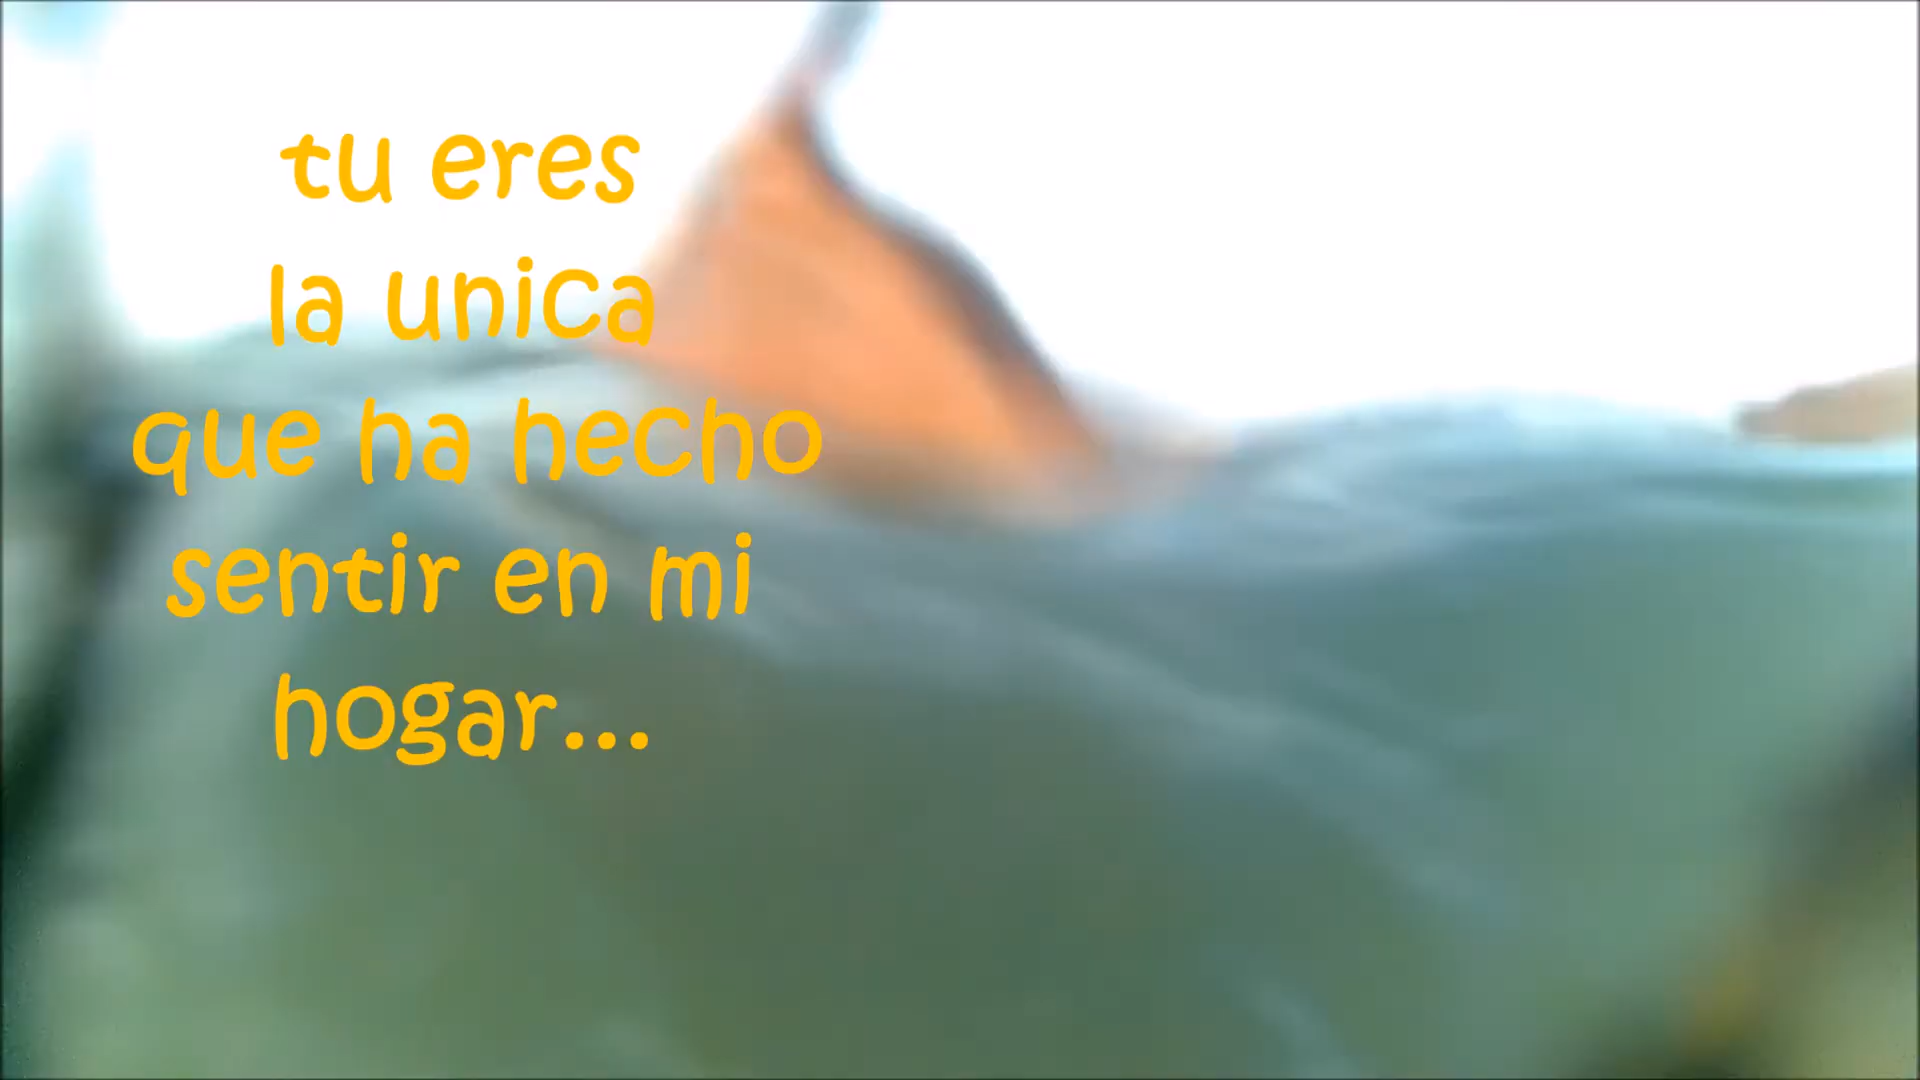 tu eres
la unica
que ha hecho
sentir en mi
hogar...